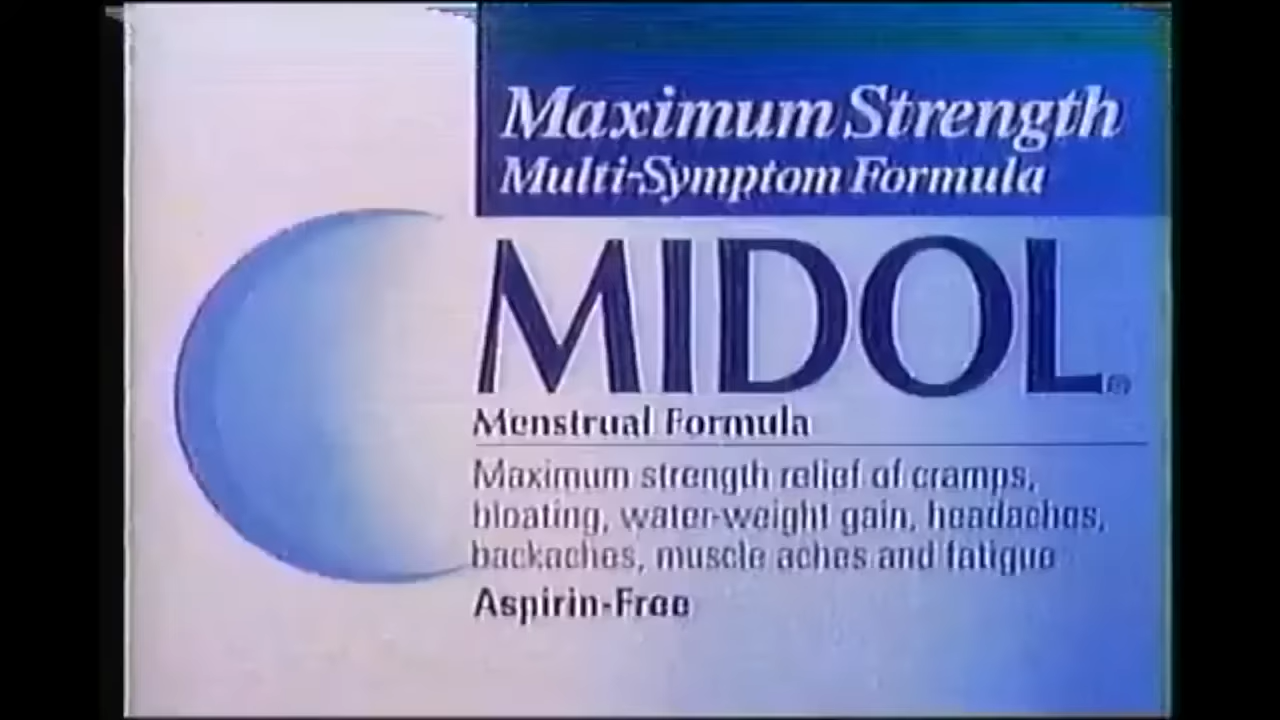 Maximum Strength
Multi-Symptom Formula
MIDOL®
Menstrual Formula
Maximum strength relief of cramps,
bloating, water-weight gain, headaches,
backaches, muscle aches and fatigue
Aspirin-Free